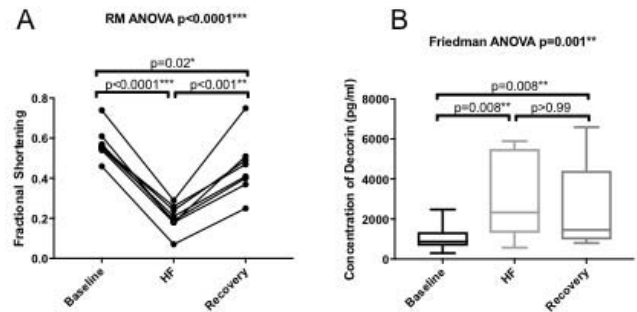 A
RM ANOVA p<0.0001***
p=0.02*
p<0.0001***
p<0.001**
Fractional Shortening
0.8
0.6
0.4
0.2
0.0
Baseline
HF
Recovery
B
Friedman ANOVA p=0.001**
p=0.008**
p=0.008**
p>0.99
Concentration of Decorin (pg/ml)
8000
6000
4000
2000
0
Baseline
HF
Recovery